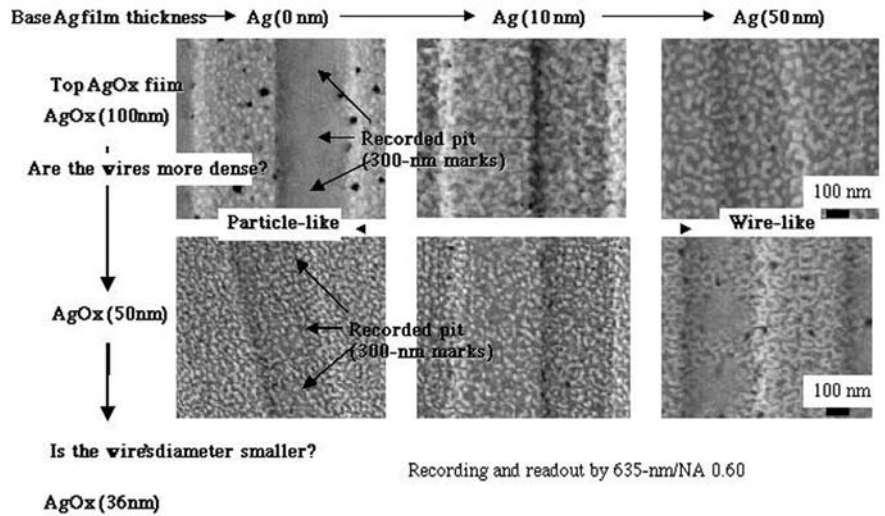 Base Ag film thickness Ag (0 nm) Ag (10 nm) Ag (50 nm)
Top AgOx fiim
AgOx (100nm)
Recorded pit
(300-nm marks)
Are the wires more dense?
100 nm
Particle-like
Wire-like
AgOx (50nm)
Recorded pit
(300-nm marks)
100 nm
Is the wire'sdiameter smaller?
Recording and readout by 635-nm/NA 0.60
AgOx (36nm)